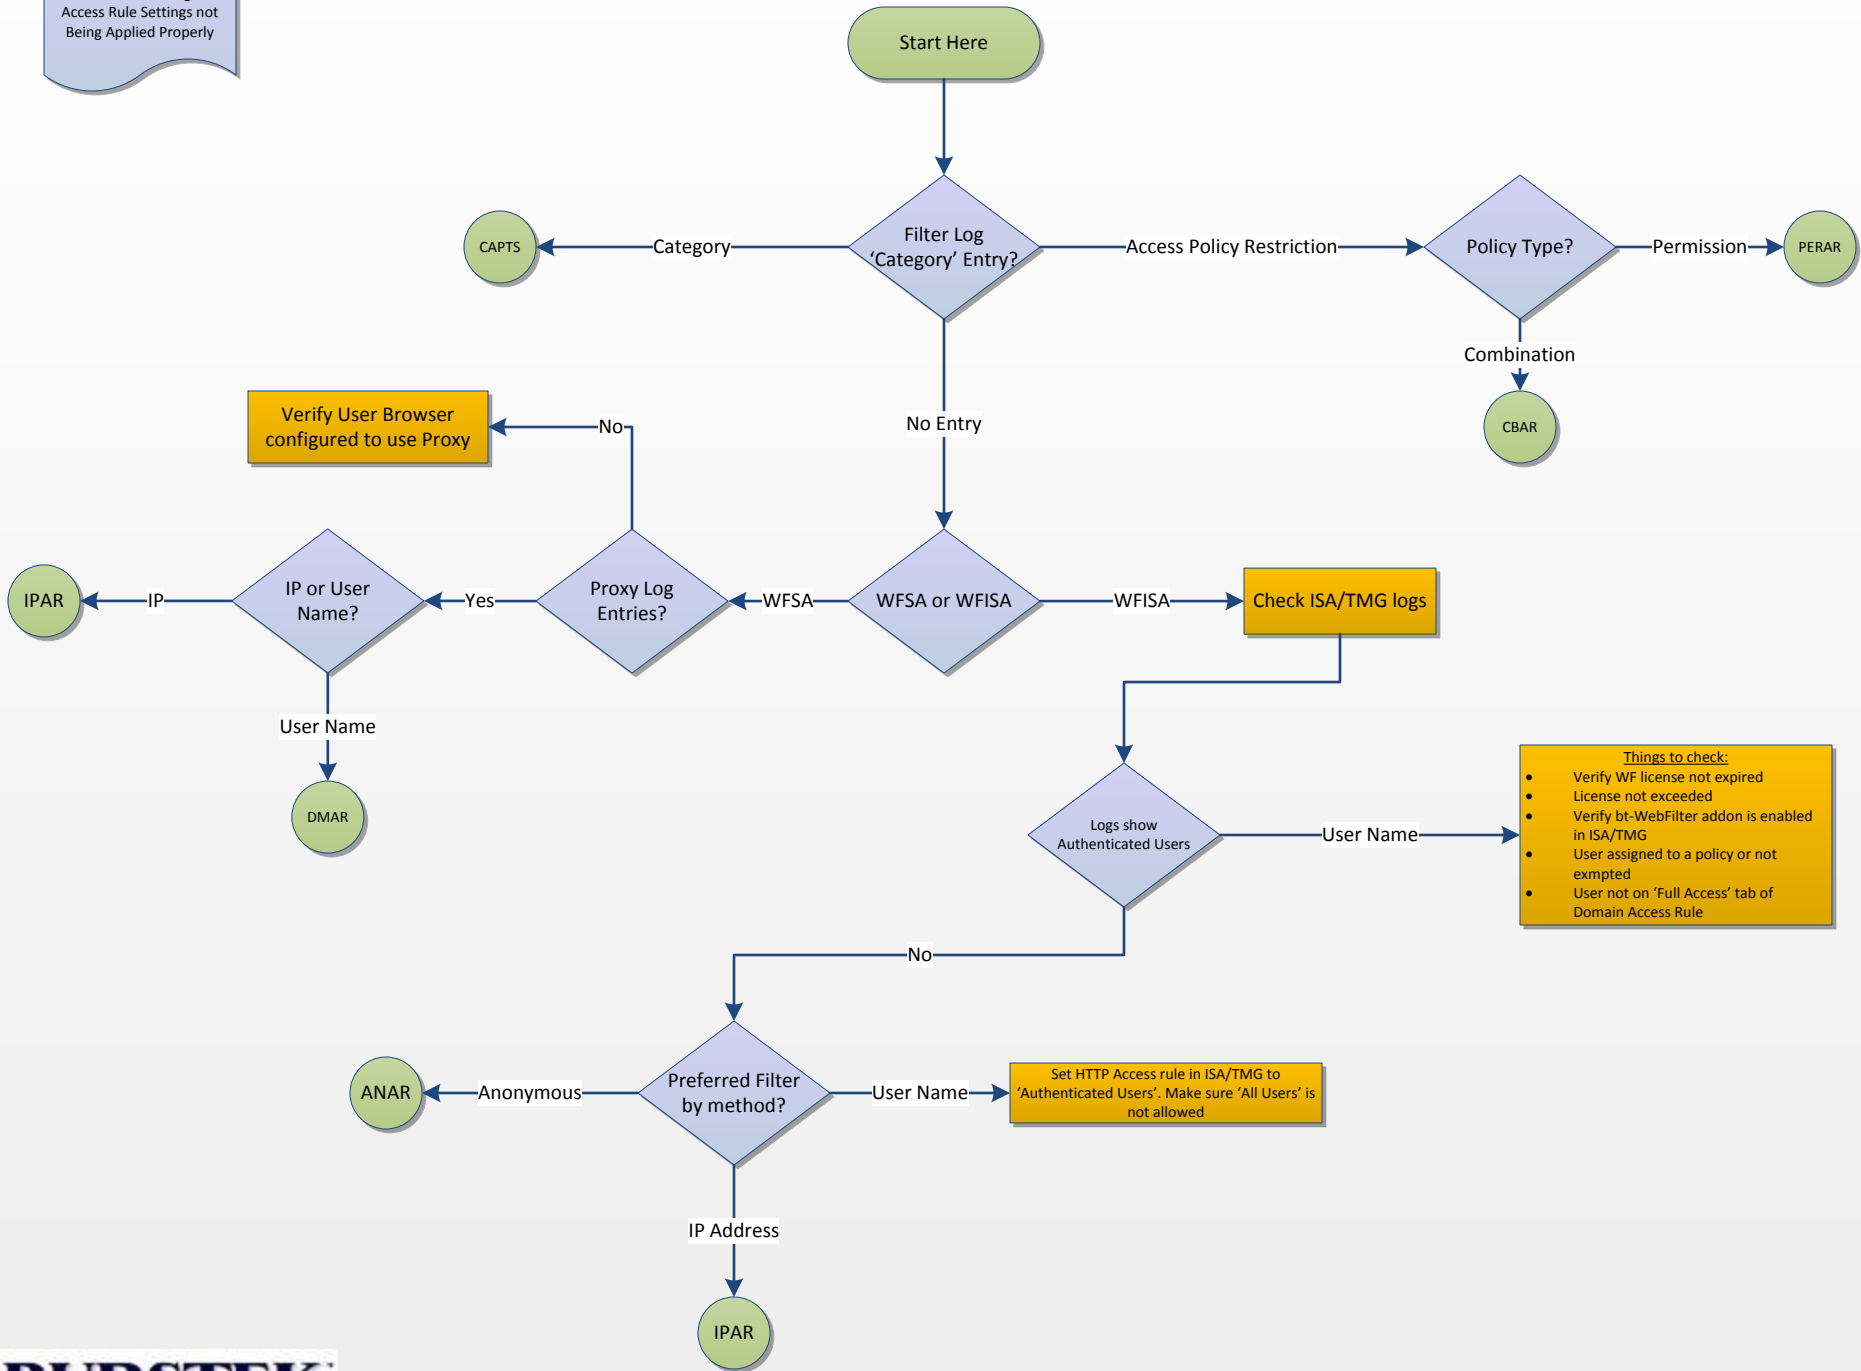 Access Rule Settings not
Being Applied Properly
Start Here
CAPTS
Category
Filter Log
‘Category’ Entry?
Access Policy Restriction
Policy Type?
Permission
PERAR
Combination
CBAR
No Entry
Verify User Browser
configured to use Proxy
No
IPAR
IP
IP or User
Name?
Yes
Proxy Log
Entries?
WFSA
WFSA or WFISA
WFISA
Check ISA/TMG logs
User Name
DMAR
Logs show
Authenticated Users
User Name
Things to check:
• Verify WF license not expired
• License not exceeded
• Verify bt-WebFilter addon is enabled
in ISA/TMG
• User assigned to a policy or not
exmpted
• User not on ‘Full Access’ tab of
Domain Access Rule
No
ANAR
Anonymous
Preferred Filter
by method?
User Name
Set HTTP Access rule in ISA/TMG to
‘Authenticated Users’. Make sure ‘All Users’ is
not allowed
IP Address
IPAR